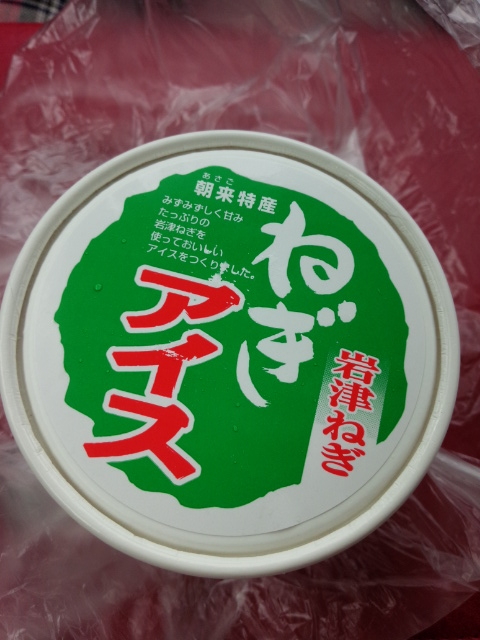 あさご
朝来特産
みずみずしく甘み
たっぷりの
岩津ねぎを
使っておいしい
アイスをつくりました。
ねぎ
アイス
岩津ねぎ